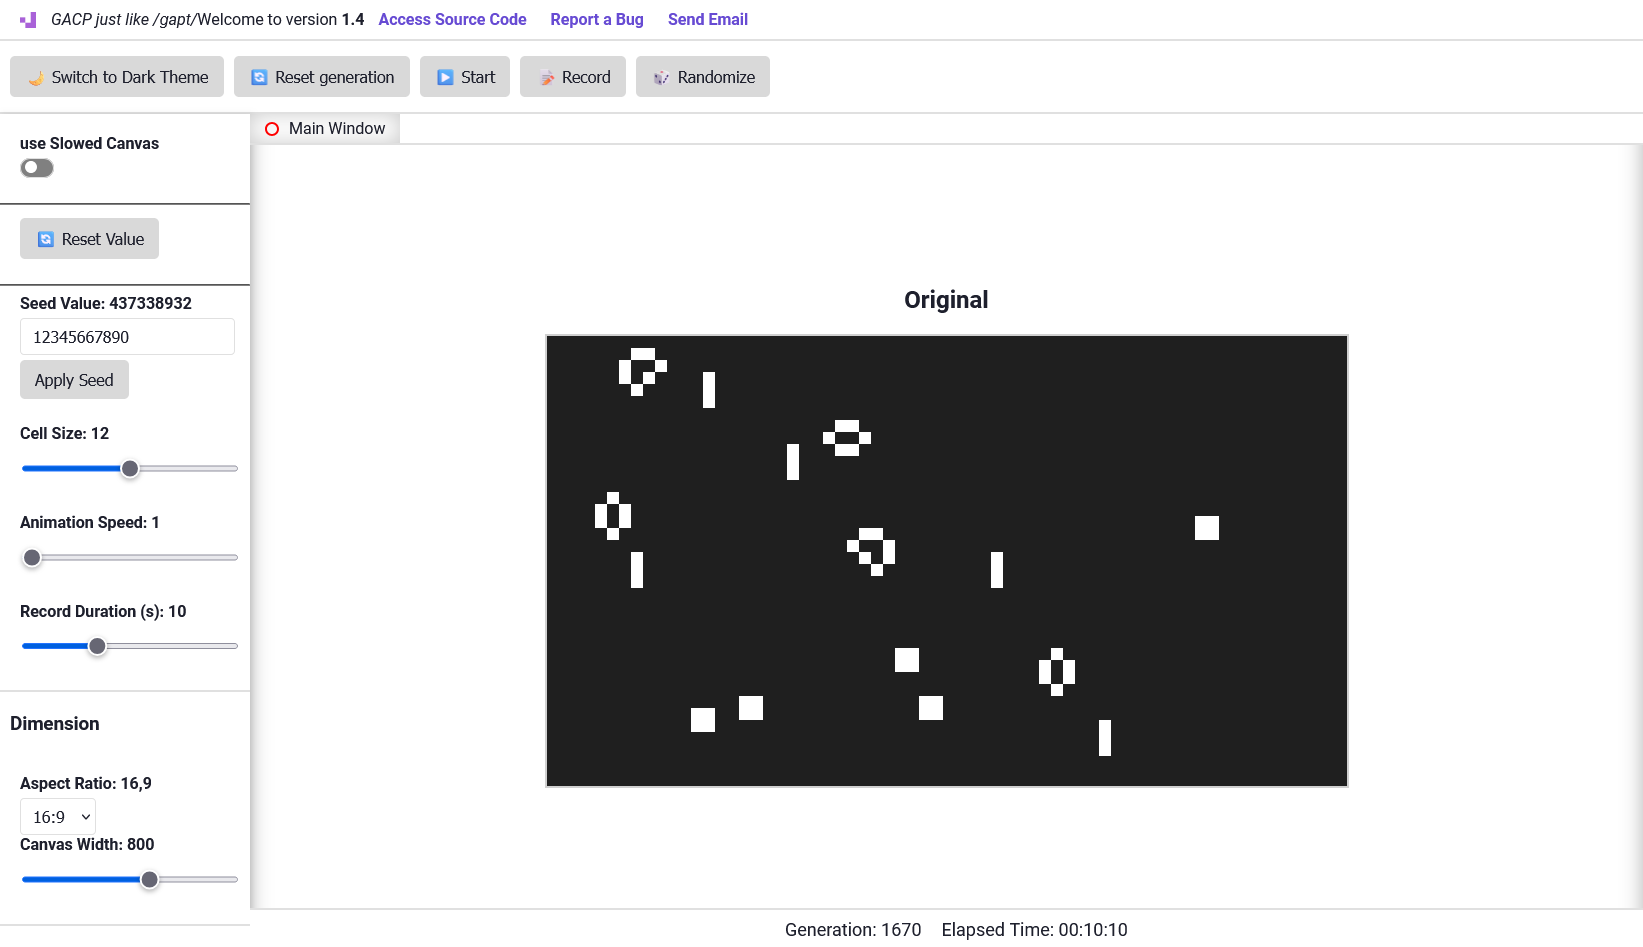 GACP just like /gapt/Welcome to version 1.4 Access Source Code Report a Bug Send Email
Switch to Dark Theme Reset generation Start Record Randomize
use Slowed Canvas
Main Window
Reset Value
Seed Value: 437338932
12345667890
Apply Seed
Cell Size: 12
Animation Speed: 1
Record Duration (s): 10
Dimension
Aspect Ratio: 16,9
16:9
Canvas Width: 800
Original
Generation: 1670 Elapsed Time: 00:10:10